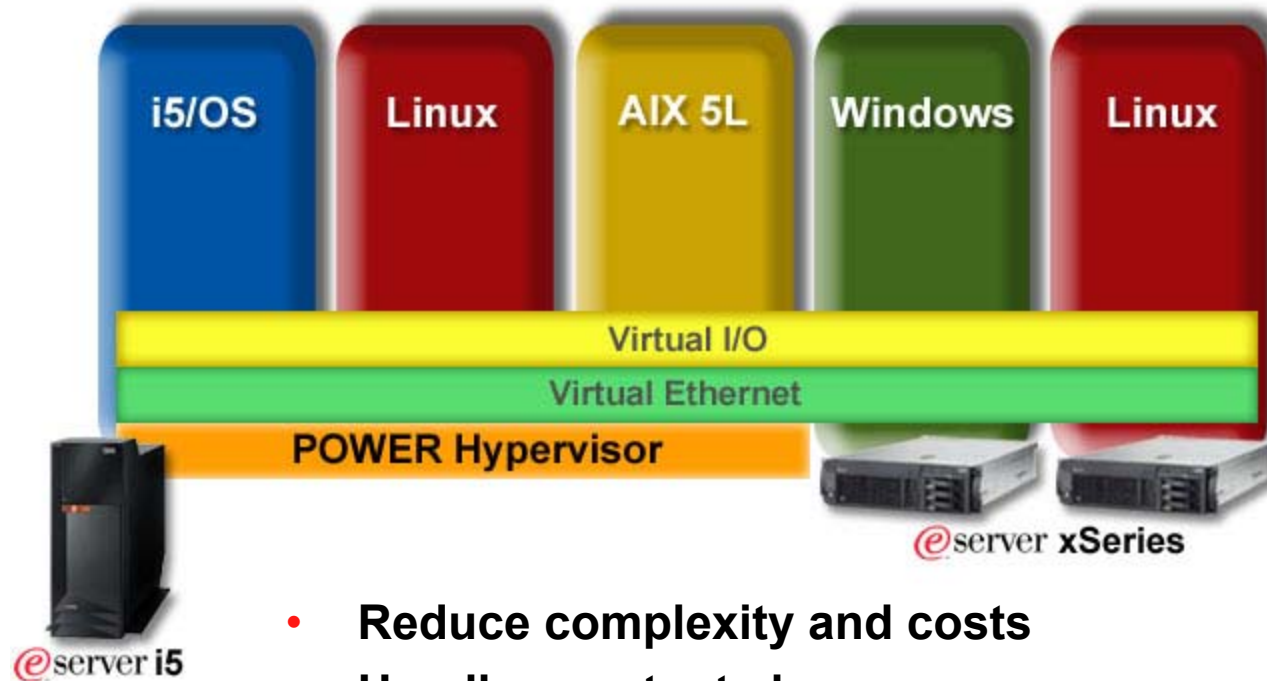 i5/OS
Linux
AIX 5L
Windows
Linux
Virtual I/O
Virtual Ethernet
POWER Hypervisor
eserver xSeries
• Reduce complexity and costs
eserver i5